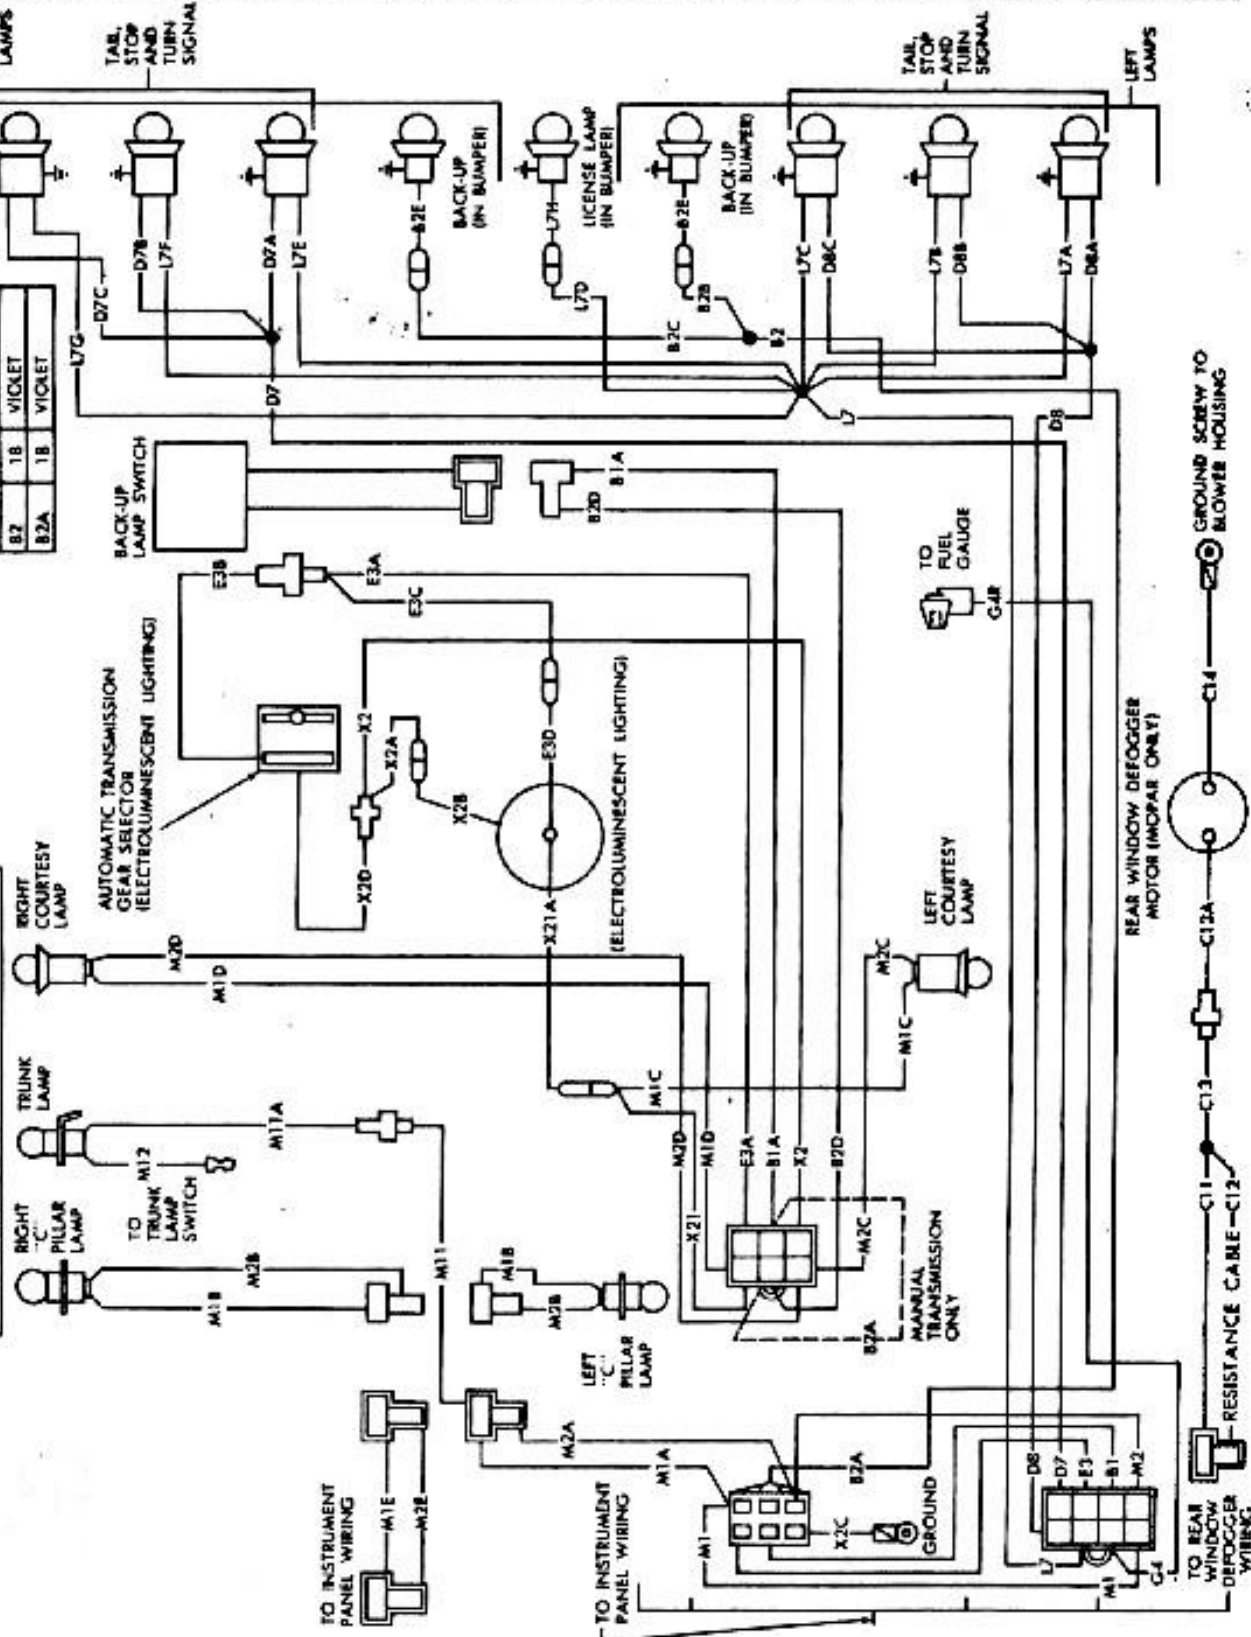 LAMPS
TAIL,
STOP
AND
TURN
SIGNAL
BACK-UP
(IN BUMPER)
LICENSE LAMP
(IN BUMPER)
BACK-UP
(IN BUMPER)
TAIL,
STOP
AND
TURN
SIGNAL
LEFT
LAMPS
B2E
L7H
B2E
D7B
L7F
D7A
L7E
L7C
D8C
L7B
D8B
L7A
D8A
D7C
L7G
L7D
B2B
B2C
B2
D7
L7
D8
B2 18 VIOLET
B2A 18 VIOLET
BACK-UP
LAMP SWITCH
B1A
B2D
E3B
E3A
E3C
TO
FUEL
GAUGE
G4R
GROUND SCREW TO
BLOWER HOUSING
AUTOMATIC TRANSMISSION
GEAR SELECTOR
(ELECTROLUMINESCENT LIGHTING)
X2
X2A
X2B
X2D
E3D
X21A
(ELECTROLUMINESCENT LIGHTING)
C14
REAR WINDOW DEFOGGER
MOTOR (MOPAR ONLY)
C12A
RIGHT
COURTESY
LAMP
M2D
M1D
LEFT
COURTESY
LAMP
M2C
M1C
M1C
TRUNK
LAMP
M11A
M12
TO
TRUNK
LAMP
SWITCH
M2D
M1D
E3A
B1A
X2
B2D
X21
M2C
C13
C11
C12
RESISTANCE CABLE
RIGHT
"C"
PILLAR
LAMP
M2B
M1B
M11
M1B
M2B
LEFT
"C"
PILLAR
LAMP
B2A
MANUAL
TRANSMISSION
ONLY
TO INSTRUMENT
PANEL WIRING
M1E
M2E
M2A
M1A
B2A
TO INSTRUMENT
PANEL WIRING
M1
X2C
GROUND
D8
D7
E3
B1
M2
L7
M1
G4
TO REAR
WINDOW
DEFOGGER
WIRING